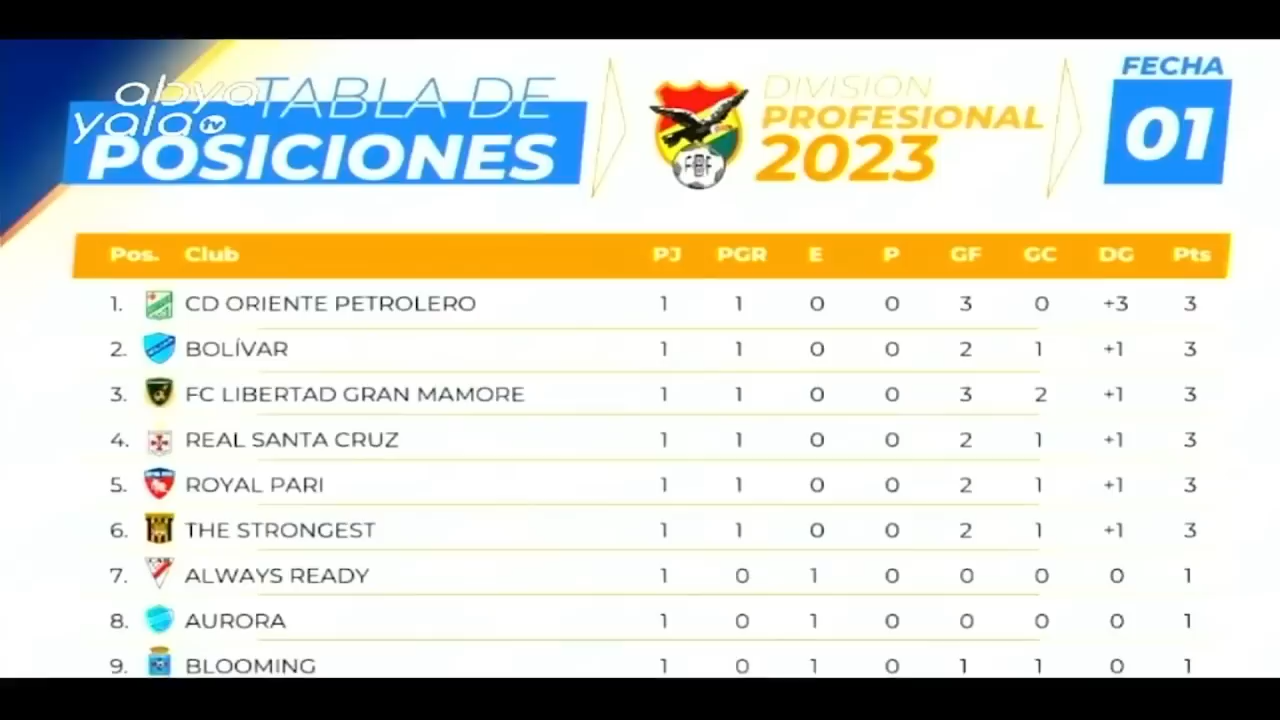 abya
yala tv
TABLA DE
POSICIONES
DIVISIÓN
PROFESIONAL
2023
FECHA
01
Pos. Club PJ PGR E P GF GC DG Pts
1. CD ORIENTE PETROLERO 1 1 0 0 3 0 +3 3
2. BOLÍVAR 1 1 0 0 2 1 +1 3
3. FC LIBERTAD GRAN MAMORE 1 1 0 0 3 2 +1 3
4. REAL SANTA CRUZ 1 1 0 0 2 1 +1 3
5. ROYAL PARI 1 1 0 0 2 1 +1 3
6. THE STRONGEST 1 1 0 0 2 1 +1 3
7. ALWAYS READY 1 0 1 0 0 0 0 1
8. AURORA 1 0 1 0 0 0 0 1
9. BLOOMING 1 0 1 0 1 1 0 1